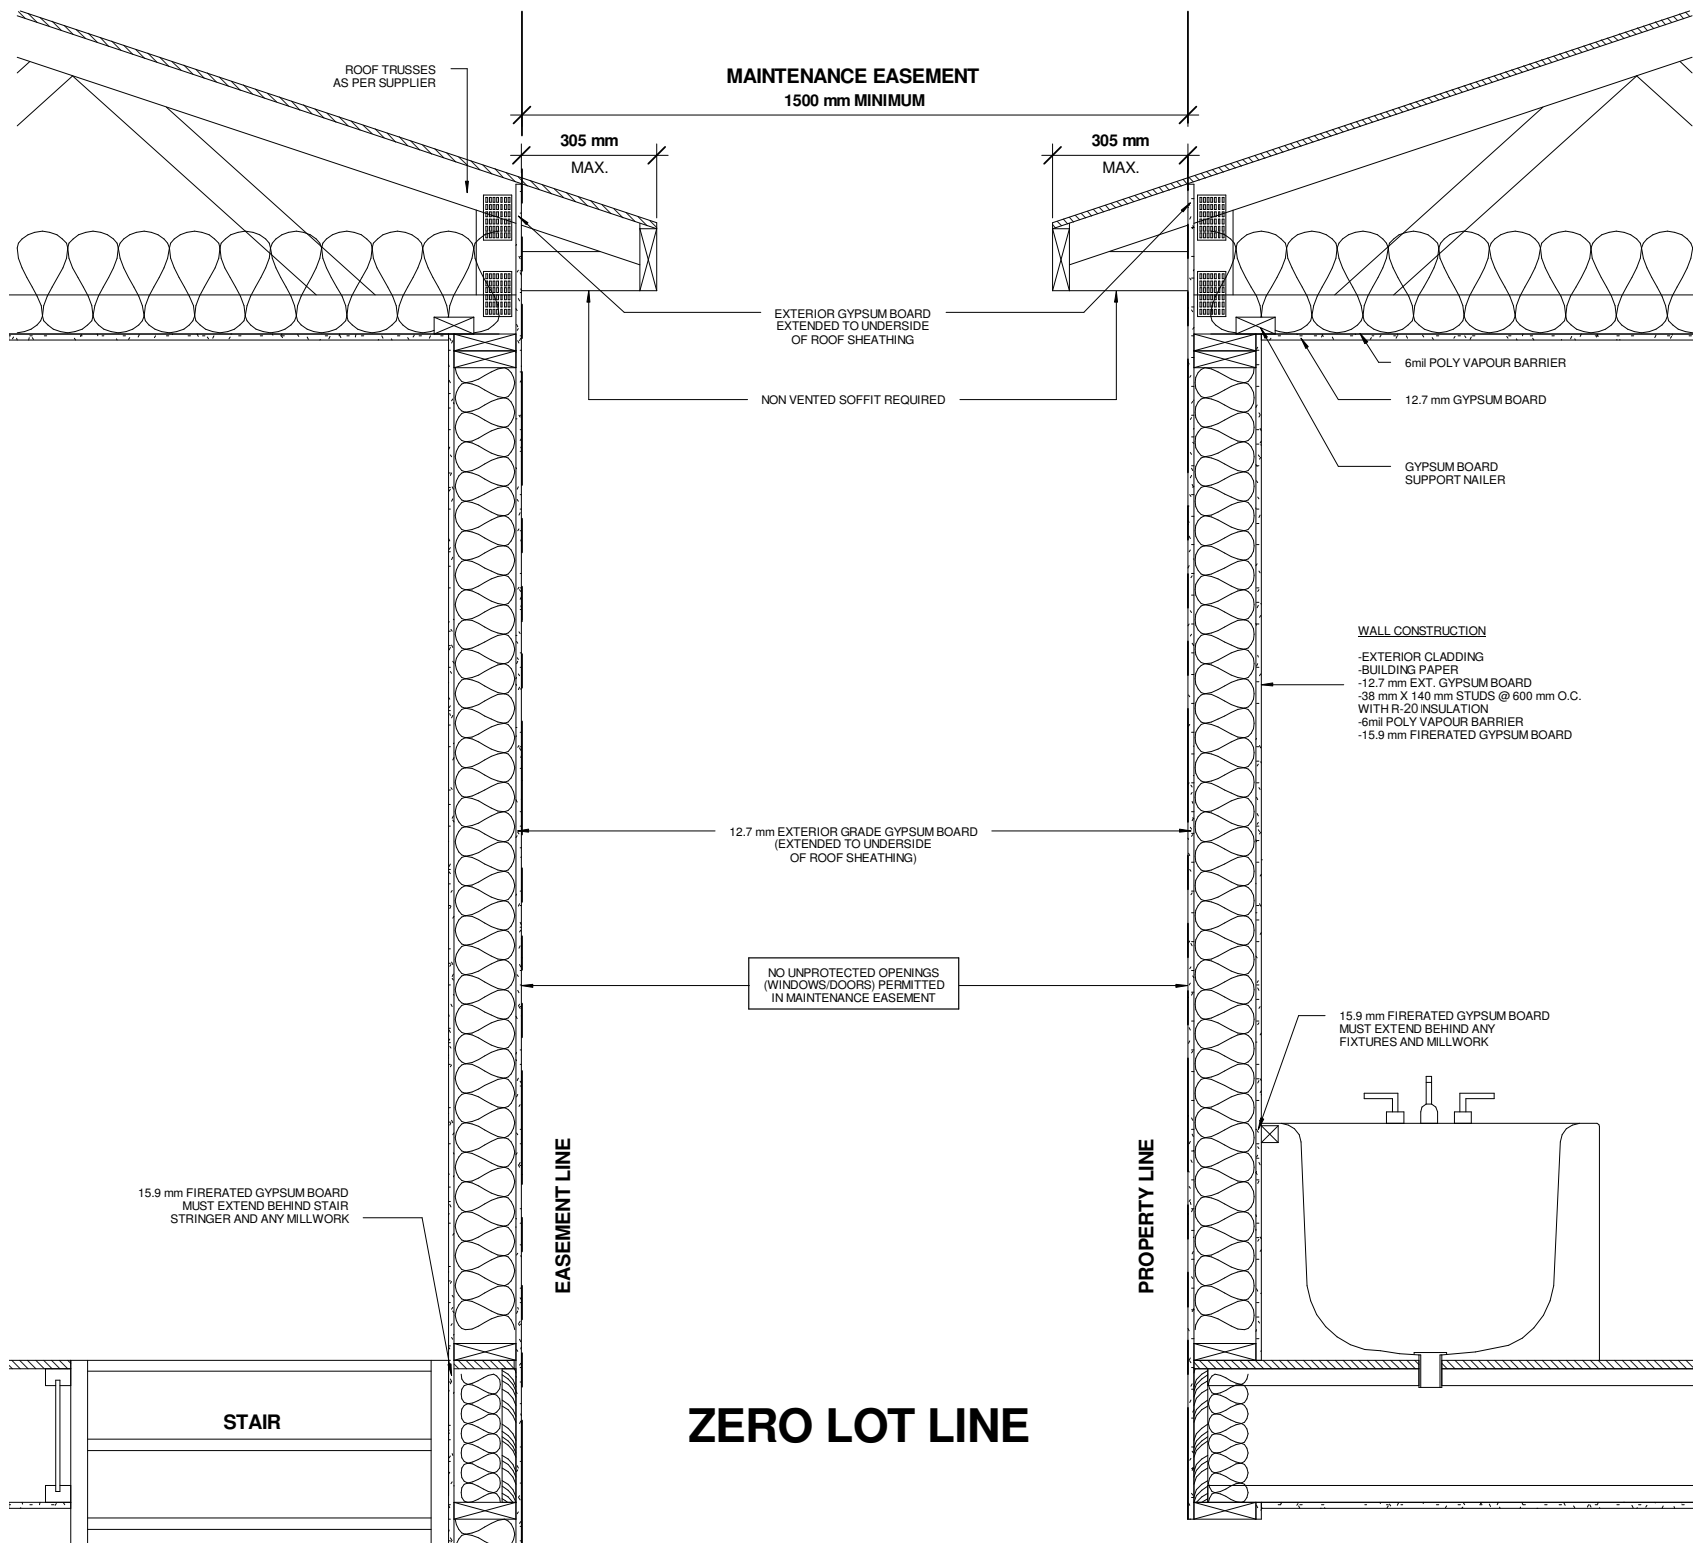 ROOF TRUSSES
AS PER SUPPLIER
MAINTENANCE EASEMENT
1500 mm MINIMUM
305 mm
MAX.
305 mm
MAX.
EXTERIOR GYPSUM BOARD
EXTENDED TO UNDERSIDE
OF ROOF SHEATHING
NON VENTED SOFFIT REQUIRED
6mil POLY VAPOUR BARRIER
12.7 mm GYPSUM BOARD
GYPSUM BOARD
SUPPORT NAILER
WALL CONSTRUCTION
-EXTERIOR CLADDING
-BUILDING PAPER
-12.7 mm EXT. GYPSUM BOARD
-38 mm X 140 mm STUDS @ 600 mm O.C.
WITH R-20 INSULATION
-6mil POLY VAPOUR BARRIER
-15.9 mm FIRERATED GYPSUM BOARD
12.7 mm EXTERIOR GRADE GYPSUM BOARD
(EXTENDED TO UNDERSIDE
OF ROOF SHEATHING)
NO UNPROTECTED OPENINGS
(WINDOWS/DOORS) PERMITTED
IN MAINTENANCE EASEMENT
15.9 mm FIRERATED GYPSUM BOARD
MUST EXTEND BEHIND ANY
FIXTURES AND MILLWORK
15.9 mm FIRERATED GYPSUM BOARD
MUST EXTEND BEHIND STAIR
STRINGER AND ANY MILLWORK
EASEMENT LINE
PROPERTY LINE
STAIR
ZERO LOT LINE